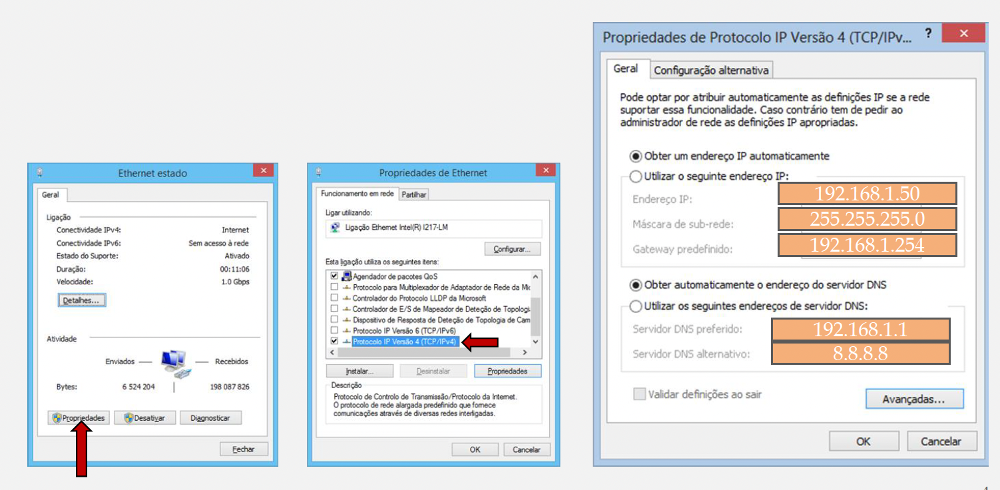 Ethernet estado
Geral
Ligação
Conectividade IPv4: Internet
Conectividade IPv6: Sem acesso à rede
Estado do Suporte: Ativado
Duração: 00:11:06
Velocidade: 1.0 Gbps
Detalhes...
Atividade
Enviados Recebidos
Bytes: 6 524 204 198 087 826
Propriedades Desativar Diagnosticar
Fechar
Propriedades de Ethernet
Funcionamento em rede Partilhar
Ligar utilizando:
Ligação Ethernet Intel(R) I217-LM
Configurar...
Esta ligação utiliza os seguintes itens:
Agendador de pacotes QoS
Protocolo para Multiplexador de Adaptador de Rede da Mic
Controlador do Protocolo LLDP da Microsoft
Controlador de E/S de Mapeador de Deteção de Topologi
Dispositivo de Resposta de Deteção de Topologia de Cam
Protocolo IP Versão 6 (TCP/IPv6)
Protocolo IP Versão 4 (TCP/IPv4)
Instalar... Desinstalar Propriedades
Descrição
Protocolo de Controlo de Transmissão/Protocolo da Internet.
O protocolo de rede alargada predefinido que fornece
comunicações através de diversas redes interligadas.
OK Cancelar
Propriedades de Protocolo IP Versão 4 (TCP/IPv... ?
Geral Configuração alternativa
Pode optar por atribuir automaticamente as definições IP se a rede
suportar essa funcionalidade. Caso contrário tem de pedir ao
administrador de rede as definições IP apropriadas.
Obter um endereço IP automaticamente
Utilizar o seguinte endereço IP:
Endereço IP: 192.168.1.50
Máscara de sub-rede: 255.255.255.0
Gateway predefinido: 192.168.1.254
Obter automaticamente o endereço do servidor DNS
Utilizar os seguintes endereços de servidor DNS:
Servidor DNS preferido: 192.168.1.1
Servidor DNS alternativo: 8.8.8.8
Validar definições ao sair
Avançadas...
OK Cancelar